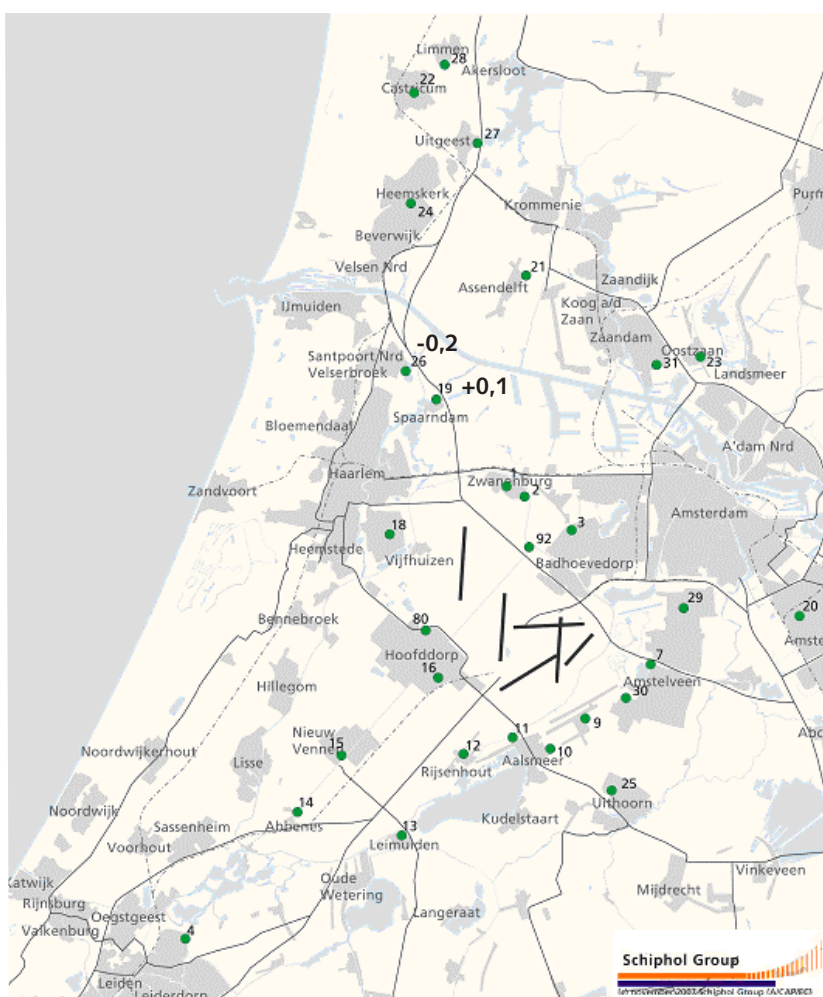 Limmen
28
Akersloot
22
Castricum
Uitgeest
27
Heemskerk
24
Krommenie
Purm
Beverwijk
Velsen Nrd
21
Assendelft
Zaandijk
IJmuiden
Koog a/d
Zaan
Zaandam
-0,2
Santpoort Nrd
26
Velserbroek
Oostzaan
31
23
Landsmeer
19
+0,1
Spaarndam
Bloemendaal
A'dam Nrd
Haarlem
1
Zwanenburg
2
Zandvoort
Amsterdam
18
3
92
Heemstede
Vijfhuizen
Badhoevedorp
29
20
Bennebroek
80
Amste
Hoofddorp
16
7
Amstelveen
Hillegom
30
9
Nieuw
Vennep
15
11
12
10
Abc
Noordwijkerhout
Lisse
Rijsenhout
Aalsmeer
25
Uithoorn
Noordwijk
14
Abbenes
Sassenheim
13
Kudelstaart
Voorhout
Leimuiden
Katwijk
Oude
Wetering
Mijdrecht
Vinkeveen
Rijnsburg
Oegstgeest
Langeraat
Valkenburg
4
Leiden
Leiderdorp
Schiphol Group